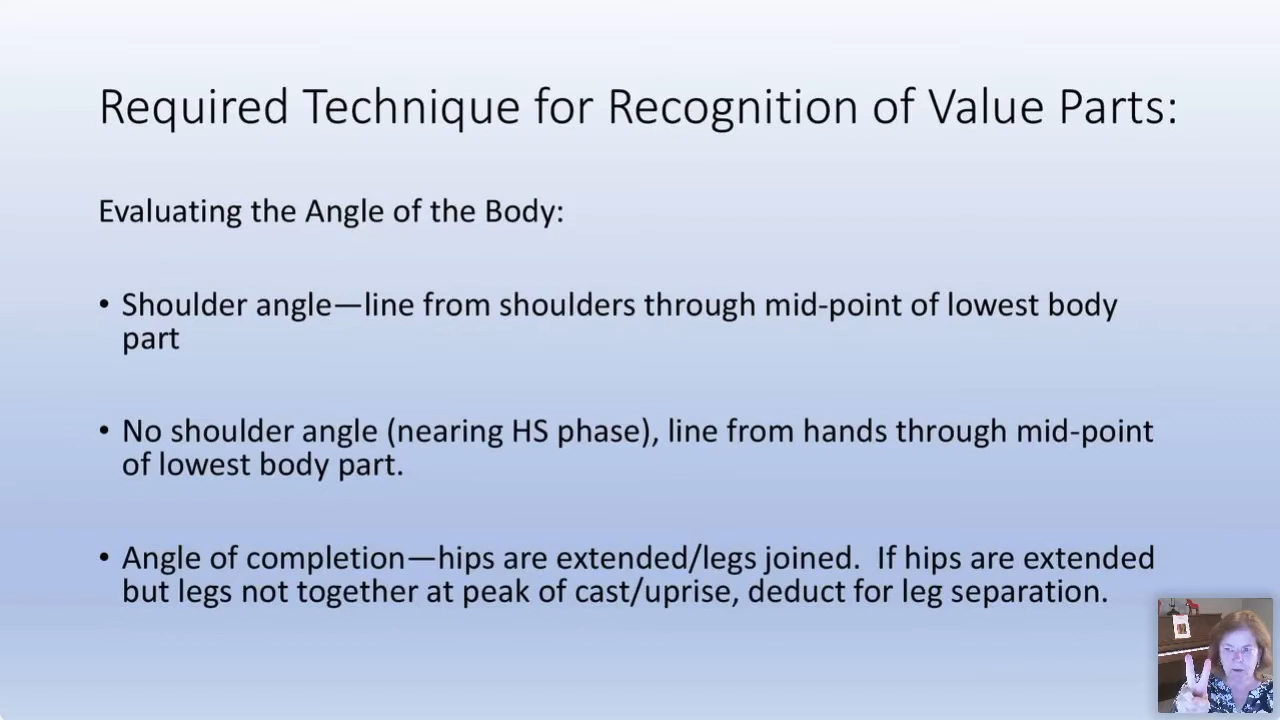 Required Technique for Recognition of Value Parts:
Evaluating the Angle of the Body:
• Shoulder angle—line from shoulders through mid-point of lowest body
part
• No shoulder angle (nearing HS phase), line from hands through mid-point
of lowest body part.
• Angle of completion—hips are extended/legs joined.  If hips are extended
but legs not together at peak of cast/uprise, deduct for leg separation.